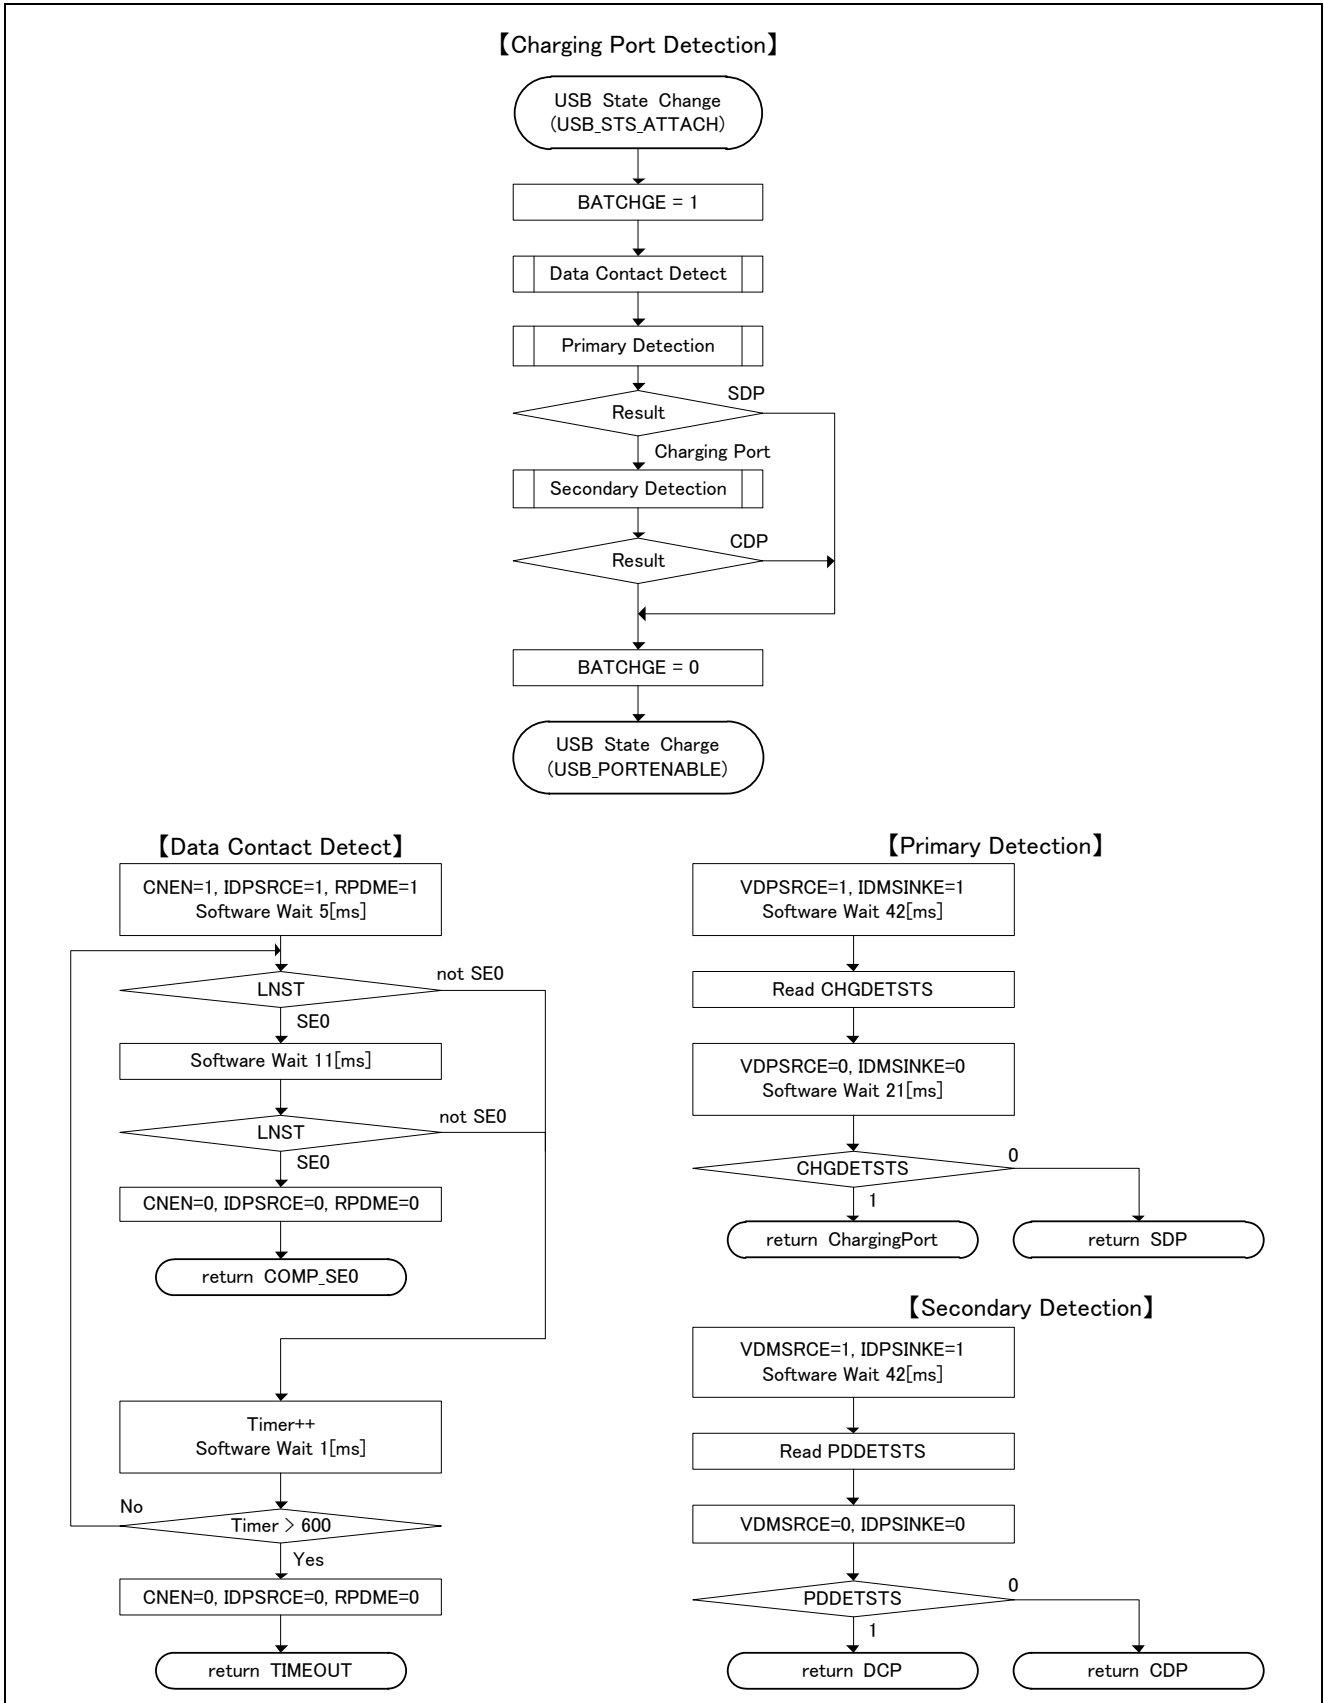 【Charging Port Detection】
USB State Change
(USB_STS_ATTACH)
BATCHGE = 1
Data Contact Detect
Primary Detection
SDP
Result
Charging Port
Secondary Detection
CDP
Result
BATCHGE = 0
USB State Charge
(USB_PORTENABLE)
【Data Contact Detect】
CNEN=1, IDPSRCE=1, RPDME=1
Software Wait 5[ms]
not SE0
LNST
SE0
Software Wait 11[ms]
not SE0
LNST
SE0
CNEN=0, IDPSRCE=0, RPDME=0
return COMP_SE0
Timer++
Software Wait 1[ms]
No
Timer > 600
Yes
CNEN=0, IDPSRCE=0, RPDME=0
return TIMEOUT
【Primary Detection】
VDPSRCE=1, IDMSINKE=1
Software Wait 42[ms]
Read CHGDETSTS
VDPSRCE=0, IDMSINKE=0
Software Wait 21[ms]
0
CHGDETSTS
1
return ChargingPort
return SDP
【Secondary Detection】
VDMSRCE=1, IDPSINKE=1
Software Wait 42[ms]
Read PDDETSTS
VDMSRCE=0, IDPSINKE=0
0
PDDETSTS
1
return DCP
return CDP